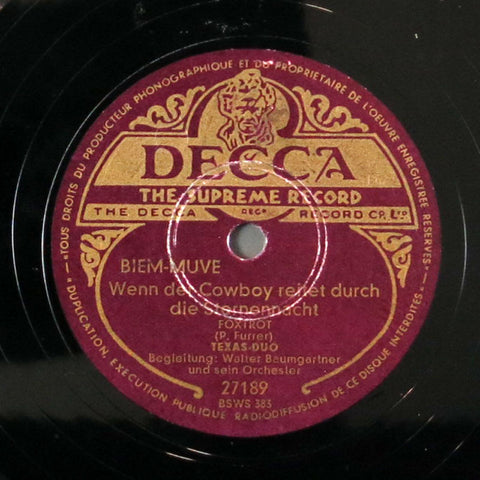 —"TOUS DROITS DU PRODUCTEUR PHONOGRAPHIQUE ET DU PROPRIETAIRE DE L'OEUVRE ENREGISTREE RESERVES"—
DECCA
THE SUPREME RECORD
THE DECCA REGD RECORD CO., LTD
BIEM-MUVE
Wenn der Cowboy reitet durch
die Sternennacht
FOXTROT
(P. Furrer)
TEXAS-DUO
Begleitung: Walter Baumgartner
und sein Orchester
27189
BSWS 383
DUPLICATION, EXECUTION PUBLIQUE RADIODIFFUSION DE CE DISQUE INTERDITES—